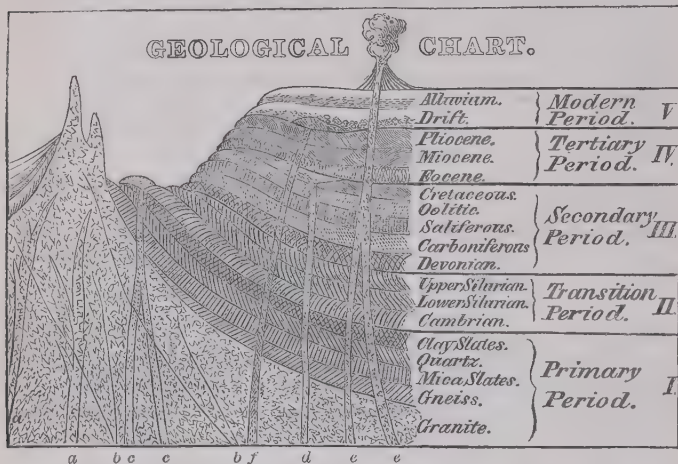 GEOLOGICAL CHART.
Alluvium.
Drift.
Modern
Period.
V
Pliocene.
Miocene.
Eocene.
Tertiary
Period.
IV.
Cretaceous.
Oolitic.
Saliferous.
Carboniferous
Devonian.
Secondary
Period.
III.
Upper Silurian.
Lower Silurian.
Cambrian.
Transition
Period.
II.
Clay Slates.
Quartz.
Mica Slates.
Gneiss.
Granite.
Primary
Period.
I.
a
a b c c b f d e e